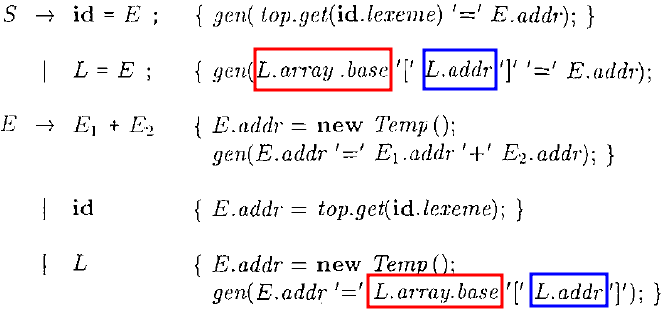 S → id = E ; { gen( top.get(id.lexeme) '=' E.addr); }
| L = E ; { gen(L.array.base '[' L.addr ']' '=' E.addr);
E → E₁ + E₂ { E.addr = new Temp();
gen(E.addr '=' E₁.addr '+' E₂.addr); }
| id { E.addr = top.get(id.lexeme); }
| L { E.addr = new Temp();
gen(E.addr '=' L.array.base '[' L.addr ']'); }